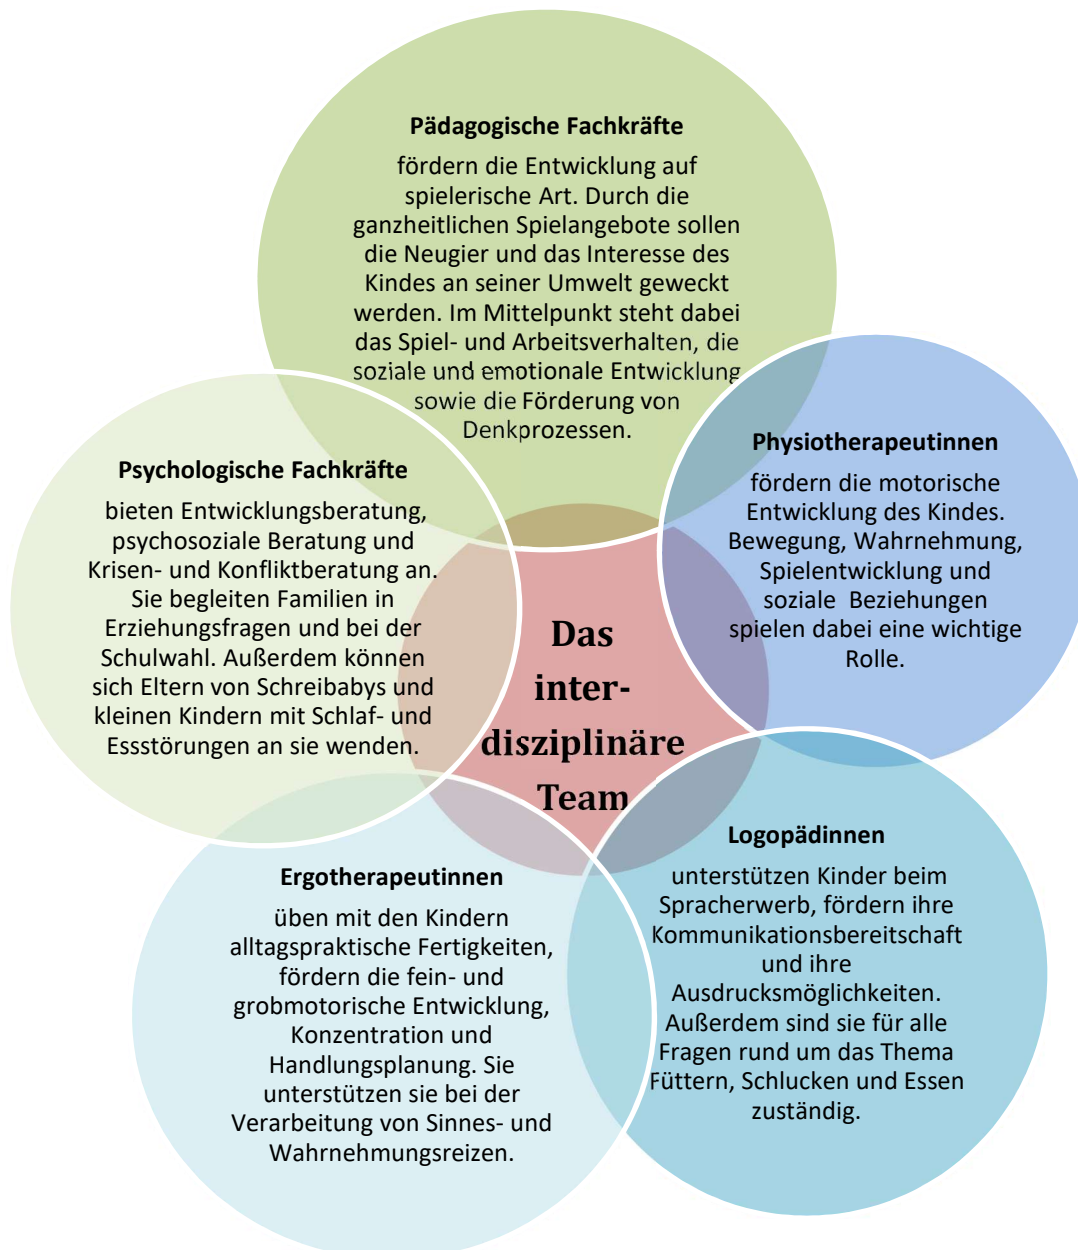 Pädagogische Fachkräfte
fördern die Entwicklung auf
spielerische Art. Durch die
ganzheitlichen Spielangebote sollen
die Neugier und das Interesse des
Kindes an seiner Umwelt geweckt
werden. Im Mittelpunkt steht dabei
das Spiel- und Arbeitsverhalten, die
soziale und emotionale Entwicklung
sowie die Förderung von
Denkprozessen.
Physiotherapeutinnen
fördern die motorische
Entwicklung des Kindes.
Bewegung, Wahrnehmung,
Spielentwicklung und
soziale Beziehungen
spielen dabei eine wichtige
Rolle.
Psychologische Fachkräfte
bieten Entwicklungsberatung,
psychosoziale Beratung und
Krisen- und Konfliktberatung an.
Sie begleiten Familien in
Erziehungsfragen und bei der
Schulwahl. Außerdem können
sich Eltern von Schreibabys und
kleinen Kindern mit Schlaf- und
Essstörungen an sie wenden.
Das
inter-
disziplinäre
Team
Logopädinnen
unterstützen Kinder beim
Spracherwerb, fördern ihre
Kommunikationsbereitschaft
und ihre
Ausdrucksmöglichkeiten.
Außerdem sind sie für alle
Fragen rund um das Thema
Füttern, Schlucken und Essen
zuständig.
Ergotherapeutinnen
üben mit den Kindern
alltagspraktische Fertigkeiten,
fördern die fein- und
grobmotorische Entwicklung,
Konzentration und
Handlungsplanung. Sie
unterstützen sie bei der
Verarbeitung von Sinnes- und
Wahrnehmungsreizen.